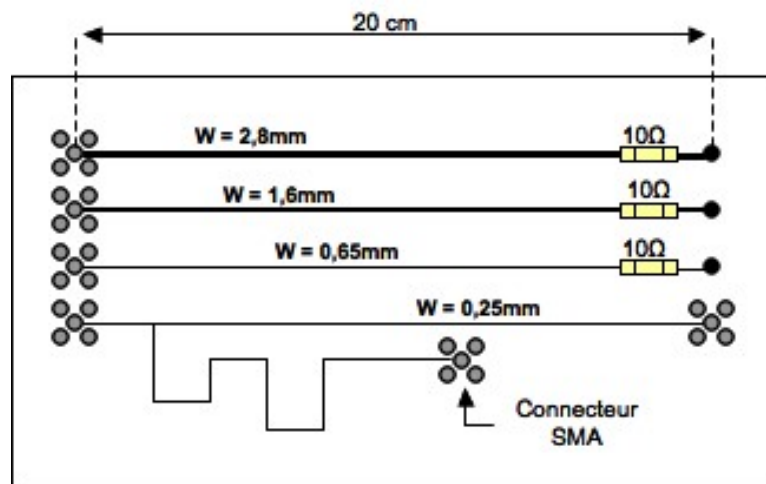 20 cm
W = 2,8mm
10Ω
W = 1,6mm
10Ω
W = 0,65mm
10Ω
W = 0,25mm
Connecteur
SMA